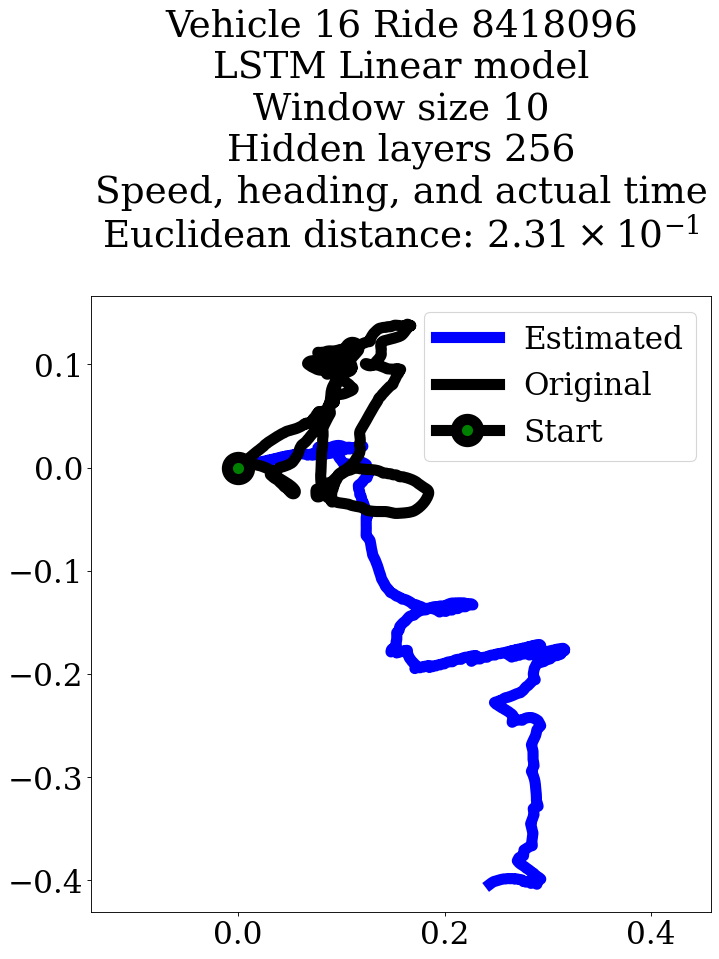 Vehicle 16 Ride 8418096
LSTM Linear model
Window size 10
Hidden layers 256
Speed, heading, and actual time
Euclidean distance: 2.31 × 10⁻¹
Estimated
Original
Start
0.1
0.0
−0.1
−0.2
−0.3
−0.4
0.0 0.2 0.4